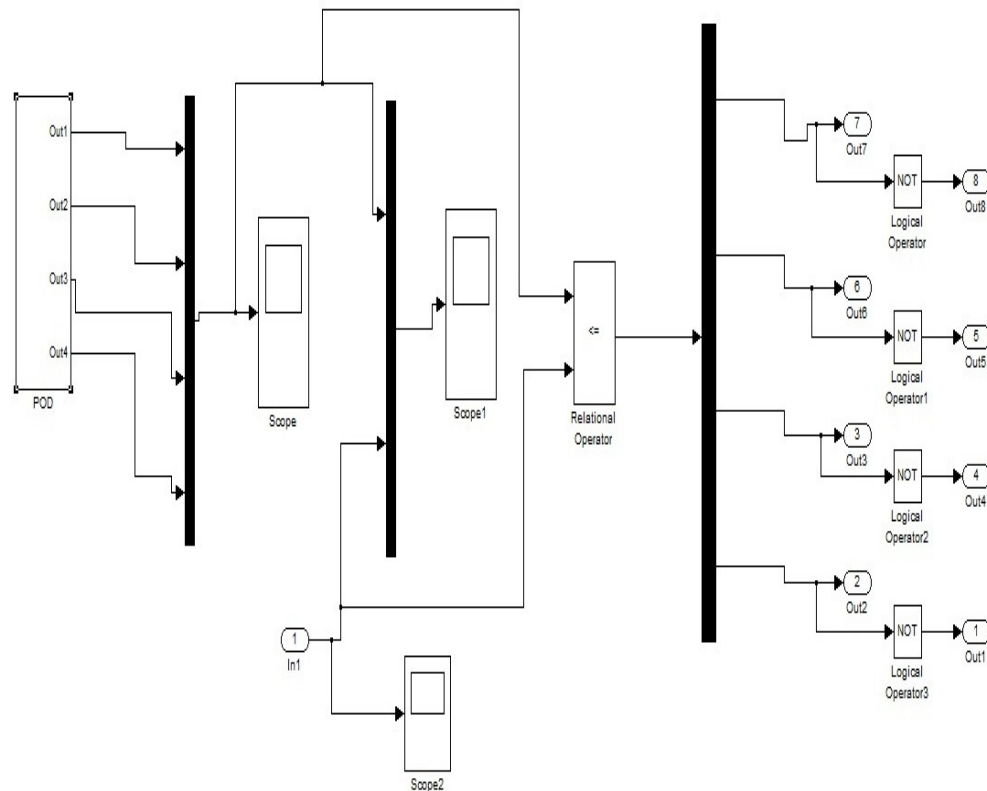 Out1
Out2
Out3
Out4
POD
Scope
Scope1
<=
Relational
Operator
1
In1
Scope2
7
Out7
NOT
Logical
Operator
8
Out8
6
Out6
NOT
Logical
Operator1
5
Out5
3
Out3
NOT
Logical
Operator2
4
Out4
2
Out2
NOT
Logical
Operator3
1
Out1